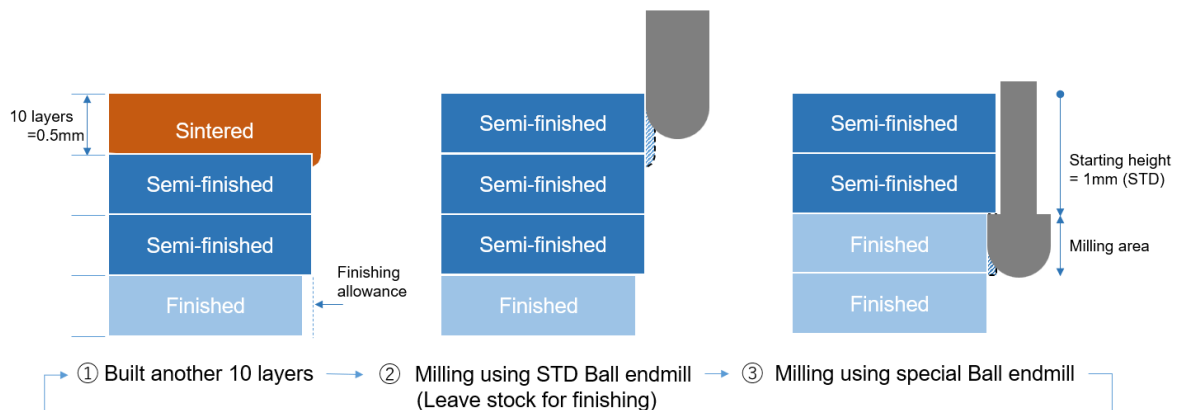 10 layers
=0.5mm
Sintered
Semi-finished
Semi-finished
Finished
Finishing
allowance
Semi-finished
Semi-finished
Semi-finished
Finished
Semi-finished
Semi-finished
Finished
Finished
Starting height
= 1mm (STD)
Milling area
① Built another 10 layers
② Milling using STD Ball endmill
(Leave stock for finishing)
③ Milling using special Ball endmill